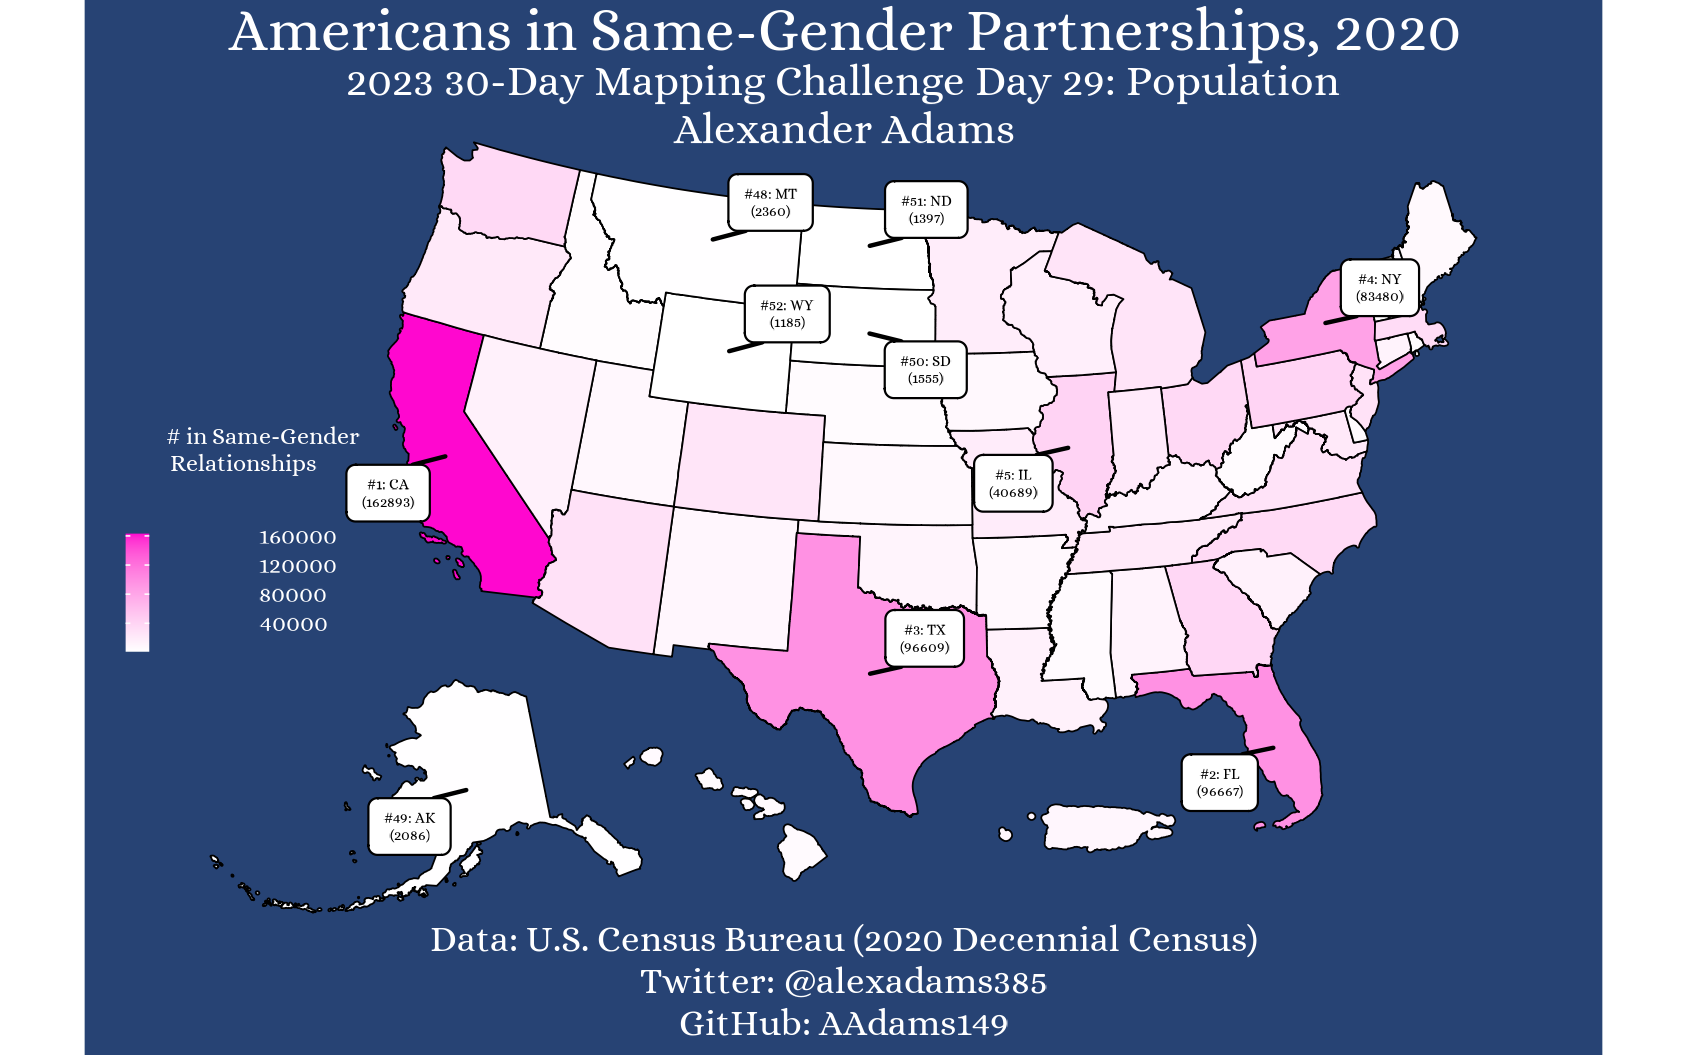 Americans in Same-Gender Partnerships, 2020
2023 30-Day Mapping Challenge Day 29: Population
Alexander Adams
#48: MT
(2360)
#51: ND
(1397)
#4: NY
(83480)
#52: WY
(1185)
#50: SD
(1555)
# in Same-Gender
Relationships
#1: CA
(162893)
#5: IL
(40689)
160000
120000
80000
40000
#3: TX
(96609)
#2: FL
(96667)
#49: AK
(2086)
Data: U.S. Census Bureau (2020 Decennial Census)
Twitter: @alexadams385
GitHub: AAdams149